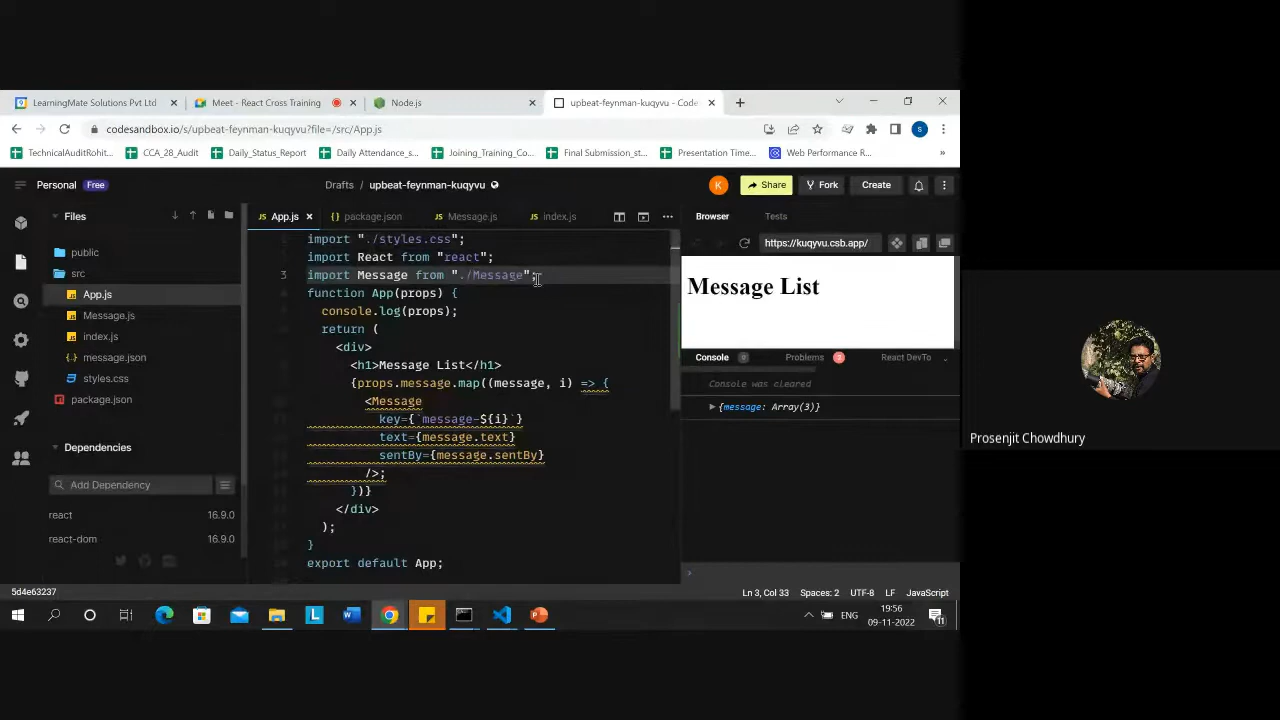 LearningMate Solutions Pvt Ltd
Meet - React Cross Training
Node.js
upbeat-feynman-kuqyvu - Code
codesandbox.io/s/upbeat-feynman-kuqyvu?file=/src/App.js
S
TechnicalAuditRohit...
CCA_28_Audit
Daily_Status_Report
Daily Attendance_s...
Joining_Training_Co...
Final Submission_st...
Presentation Time...
Web Performance R...
»
Personal Free
Drafts / upbeat-feynman-kuqyvu
K
Share
Fork
Create
Files
App.js
package.json
Message.js
index.js
Browser
Tests
https://kuqyvu.csb.app/
public
src
App.js
Message.js
index.js
message.json
styles.css
package.json
Dependencies
Add Dependency
react 16.9.0
react-dom 16.9.0
import "./styles.css";
import React from "react";
3 import Message from "./Message";
function App(props) {
console.log(props);
return (
<div>
<h1>Message List</h1>
{props.message.map((message, i) => {
<Message
key={`message-${i}`}
text={message.text}
sentBy={message.sentBy}
/>;
})}
</div>
);
}
export default App;
Message List
Console
Problems
React DevTo
Console was cleared
{message: Array(3)}
5d4e63237
Ln 3, Col 33
Spaces: 2
UTF-8
LF
JavaScript
ENG
19:56
09-11-2022
Prosenjit Chowdhury